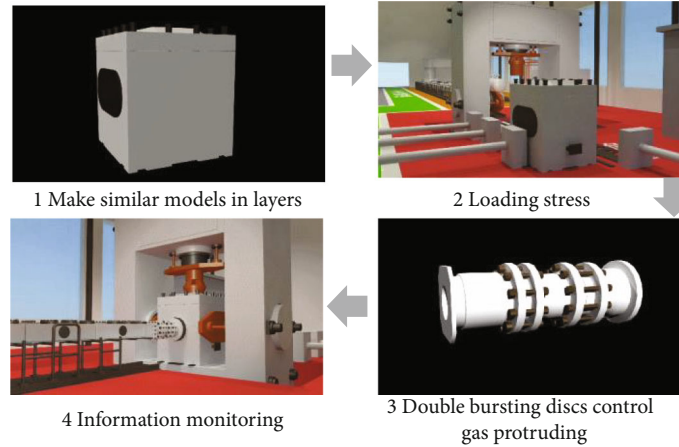 1 Make similar models in layers
2 Loading stress
3 Double bursting discs control
gas protruding
4 Information monitoring